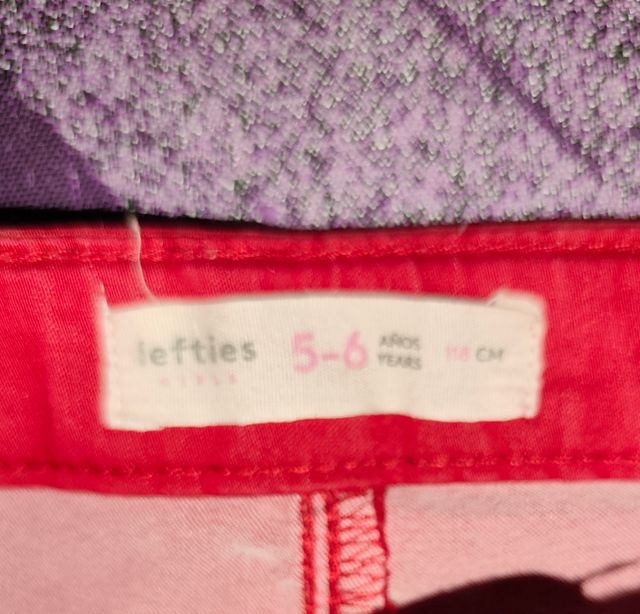 lefties
GIRLS
5-6 AÑOS
YEARS
118 CM